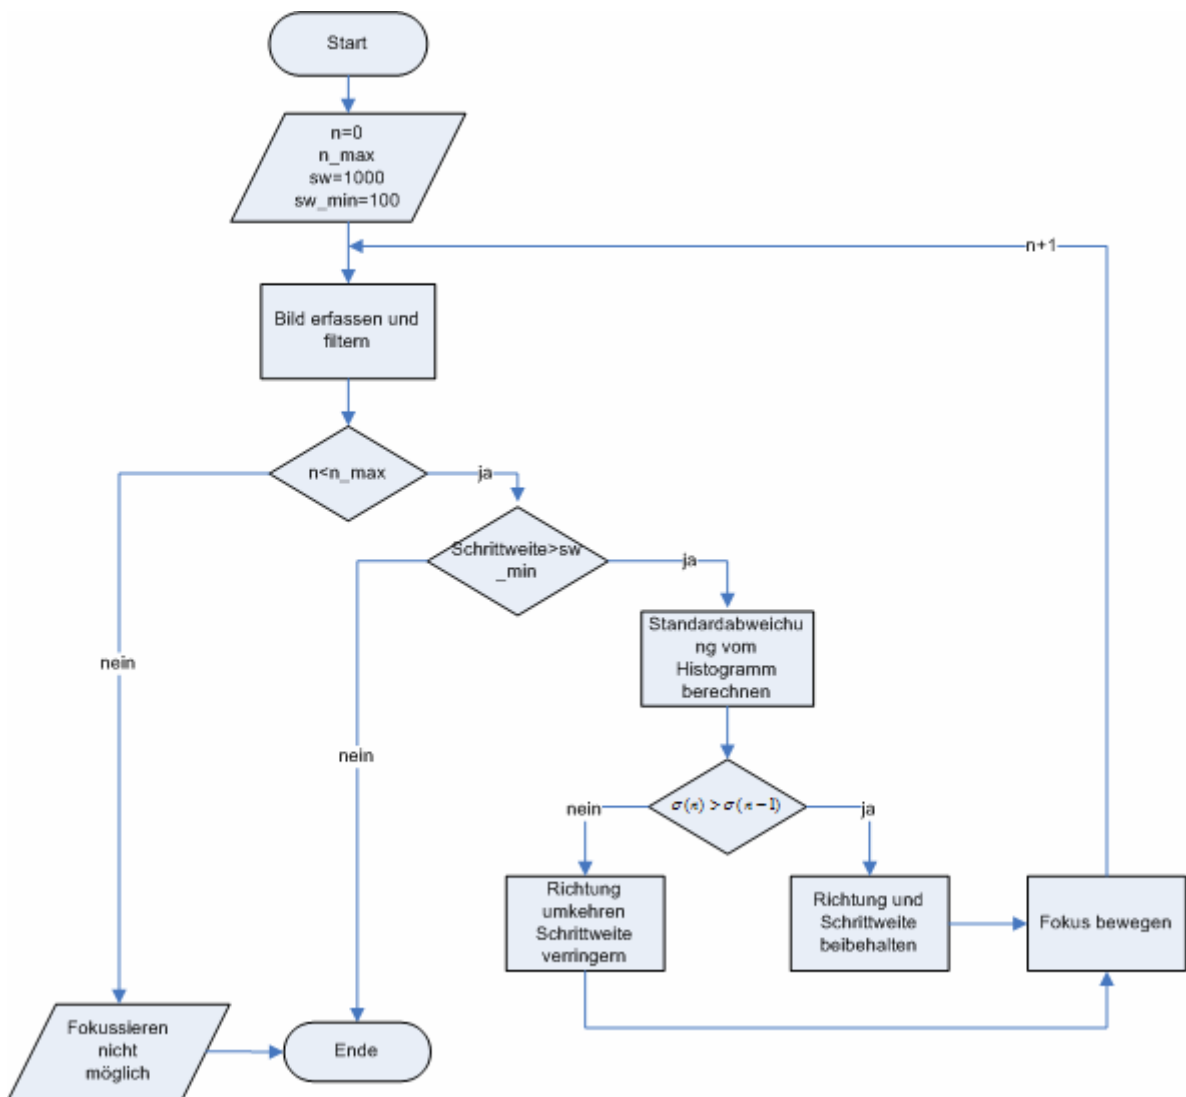 Start
n=0
n_max
sw=1000
sw_min=100
n+1
Bild erfassen und
filtern
n<n_max
ja
Schrittweite>sw
_min
ja
nein
Standardabweichu
ng vom
Histogramm
berechnen
nein
σ(n) > σ(n−1)
nein
ja
Richtung
umkehren
Schrittweite
verringern
Richtung und
Schrittweite
beibehalten
Fokus bewegen
Fokussieren
nicht
möglich
Ende